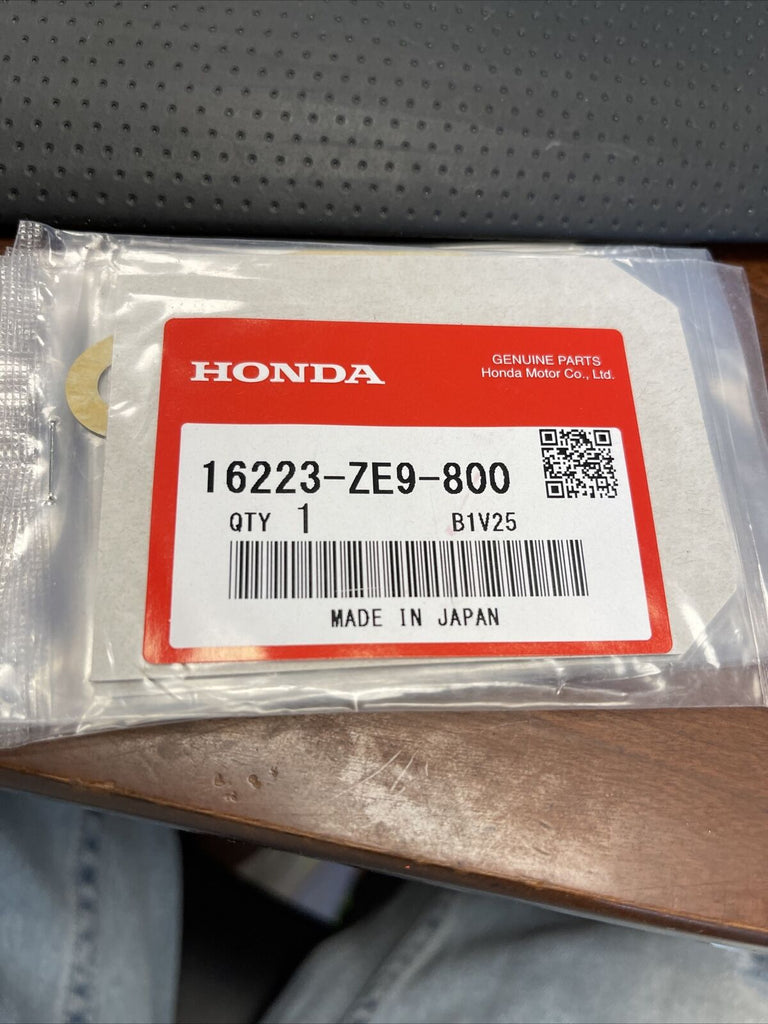 HONDA
GENUINE PARTS
Honda Motor Co., Ltd.
16223-ZE9-800
QTY 1 B1V25
MADE IN JAPAN